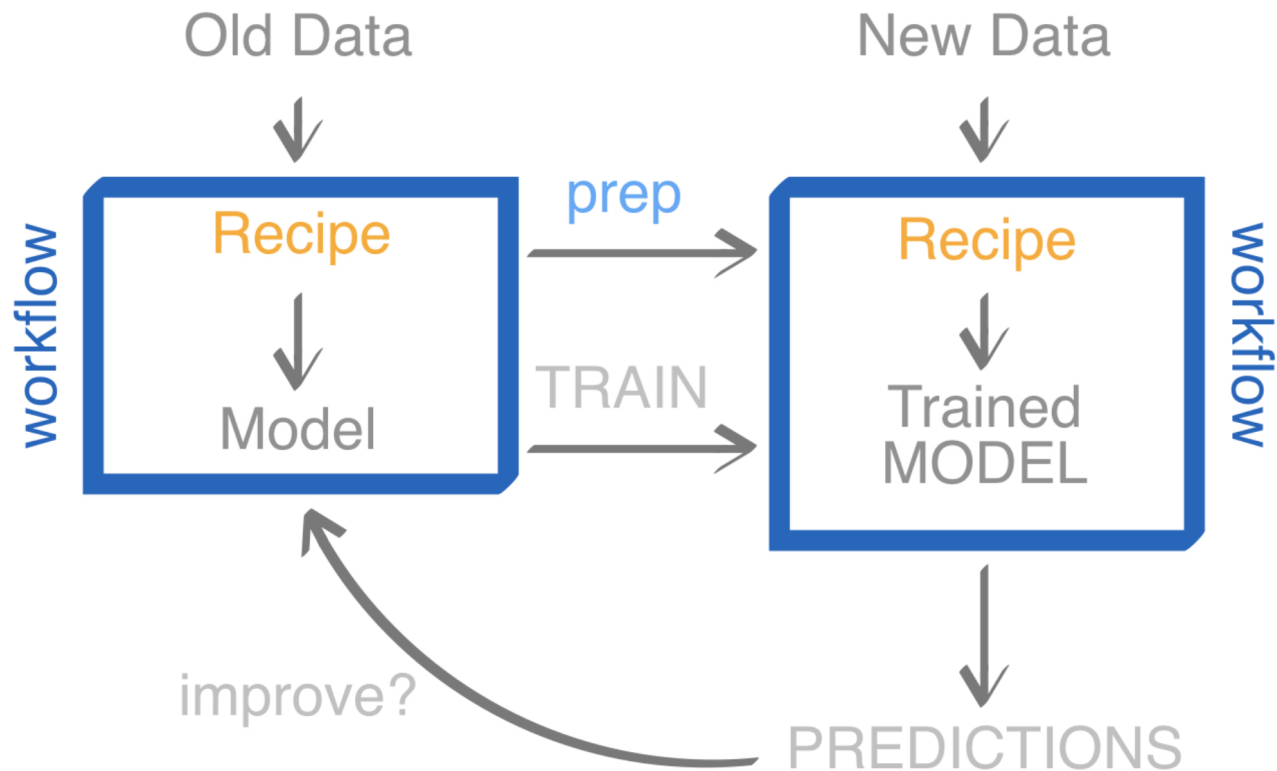 Old Data
New Data
workflow
Recipe
Model
prep
TRAIN
Recipe
Trained
MODEL
workflow
improve?
PREDICTIONS